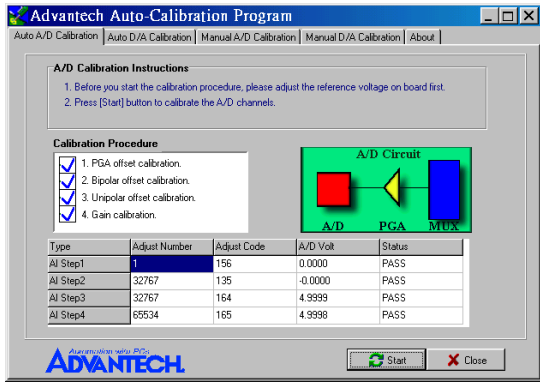 Advantech Auto-Calibration Program
Auto A/D Calibration Auto D/A Calibration Manual A/D Calibration Manual D/A Calibration About
A/D Calibration Instructions
1. Before you start the calibration procedure, please adjust the reference voltage on board first.
2. Press [Start] button to calibrate the A/D channels.
Calibration Procedure
1. PGA offset calibration.
2. Bipolar offset calibration.
3. Unipolar offset calibration.
4. Gain calibration.
A/D Circuit
A/D PGA MUX
Type Adjust Number Adjust Code A/D Volt Status
AI Step1 1 156 0.0000 PASS
AI Step2 32767 135 -0.0000 PASS
AI Step3 32767 164 4.9999 PASS
AI Step4 65534 165 4.9998 PASS
Automation with PCs
ADVANTECH
Start Close